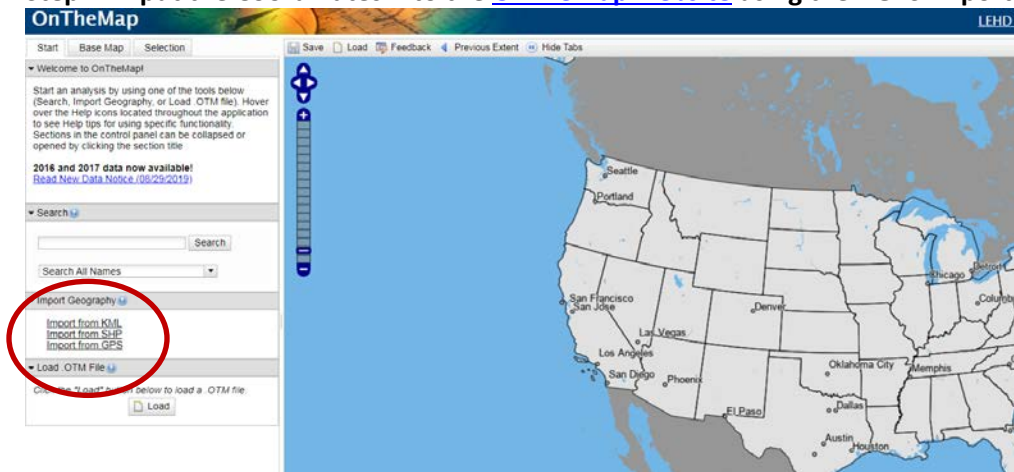 OnTheMap
LEHD
Start Base Map Selection
Save Load Feedback Previous Extent Hide Tabs
Welcome to OnTheMap!
Start an analysis by using one of the tools below
(Search, Import Geography, or Load .OTM file). Hover
over the Help icons located throughout the application
to see Help tips for using specific functionality.
Sections in the control panel can be collapsed or
opened by clicking the section title
2016 and 2017 data now available!
Read New Data Notice (08/29/2019)
Search
Search
Search All Names
Import Geography
Import from KML
Import from SHP
Import from GPS
Load .OTM File
Click the "Load" button below to load a .OTM file.
Load
Seattle
Portland
San Francisco
San Jose
Las Vegas
Los Angeles
San Diego
Phoenix
Denver
El Paso
Oklahoma City
Dallas
Austin
Houston
Memphis
Chicago
Detroit